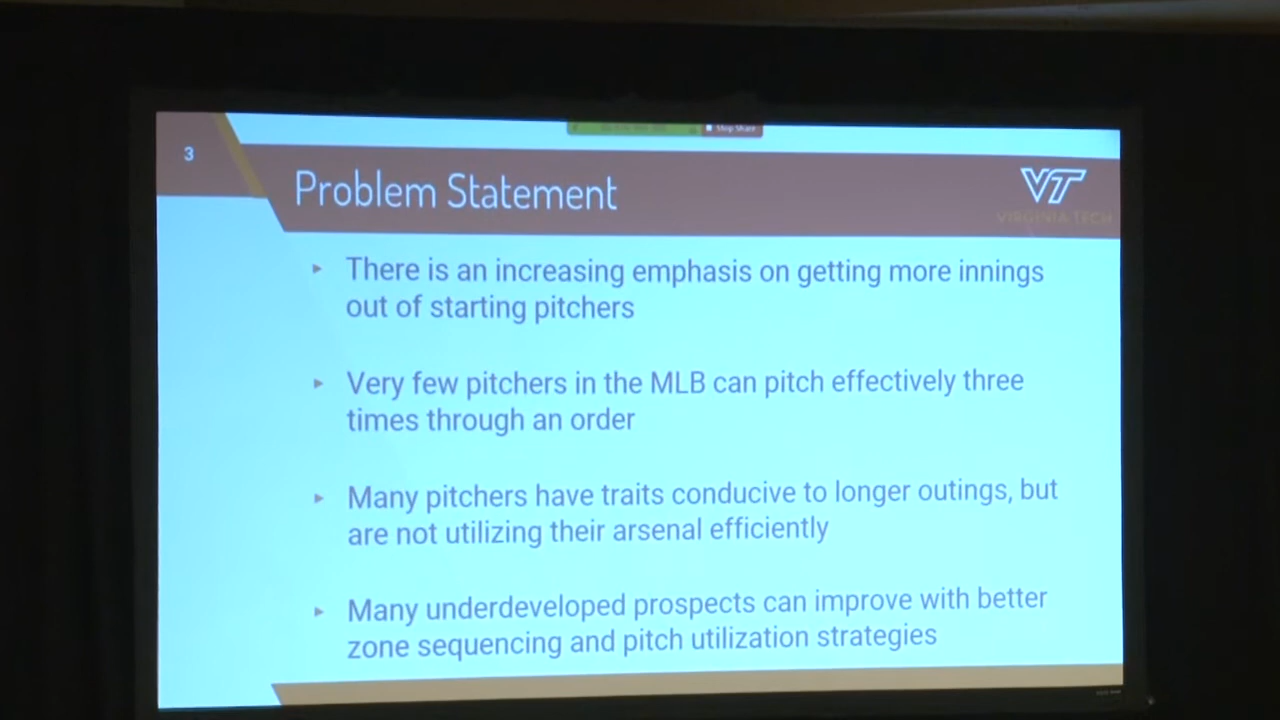 Stop Share
3
Problem Statement
VT
VIRGINIA TECH
There is an increasing emphasis on getting more innings
out of starting pitchers
Very few pitchers in the MLB can pitch effectively three
times through an order
Many pitchers have traits conducive to longer outings, but
are not utilizing their arsenal efficiently
Many underdeveloped prospects can improve with better
zone sequencing and pitch utilization strategies